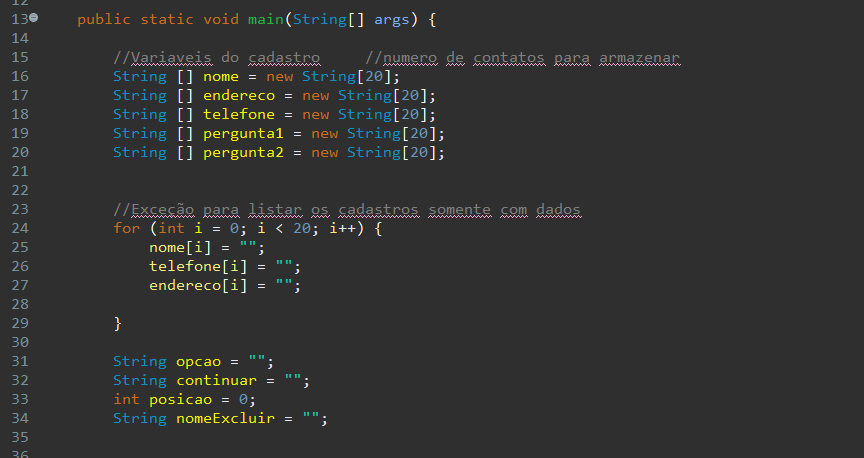 12
13 public static void main(String[] args) {
14
15 //Variaveis do cadastro //numero de contatos para armazenar
16 String [] nome = new String[20];
17 String [] endereco = new String[20];
18 String [] telefone = new String[20];
19 String [] pergunta1 = new String[20];
20 String [] pergunta2 = new String[20];
21
22
23 //Exceção para listar os cadastros somente com dados
24 for (int i = 0; i < 20; i++) {
25 nome[i] = "";
26 telefone[i] = "";
27 endereco[i] = "";
28
29 }
30
31 String opcao = "";
32 String continuar = "";
33 int posicao = 0;
34 String nomeExcluir = "";
35
36